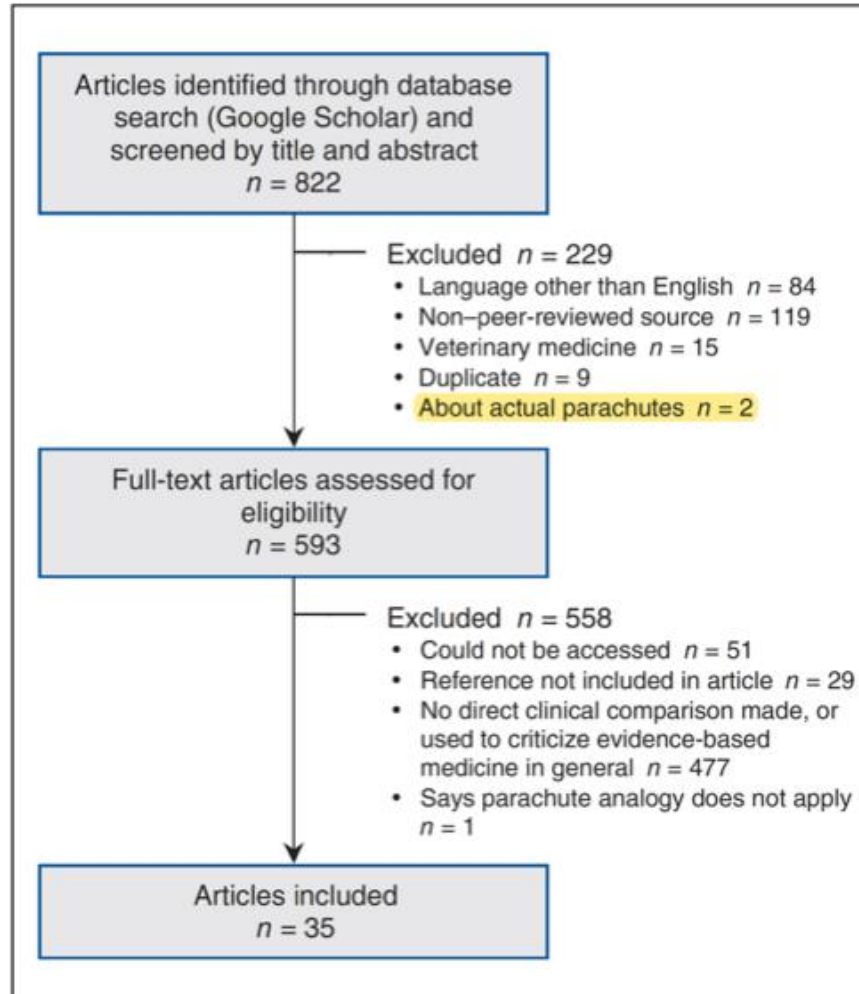 Articles identified through database
search (Google Scholar) and
screened by title and abstract
n = 822
Excluded n = 229
• Language other than English n = 84
• Non–peer-reviewed source n = 119
• Veterinary medicine n = 15
• Duplicate n = 9
• About actual parachutes n = 2
Full-text articles assessed for
eligibility
n = 593
Excluded n = 558
• Could not be accessed n = 51
• Reference not included in article n = 29
• No direct clinical comparison made, or
used to criticize evidence-based
medicine in general n = 477
• Says parachute analogy does not apply
n = 1
Articles included
n = 35